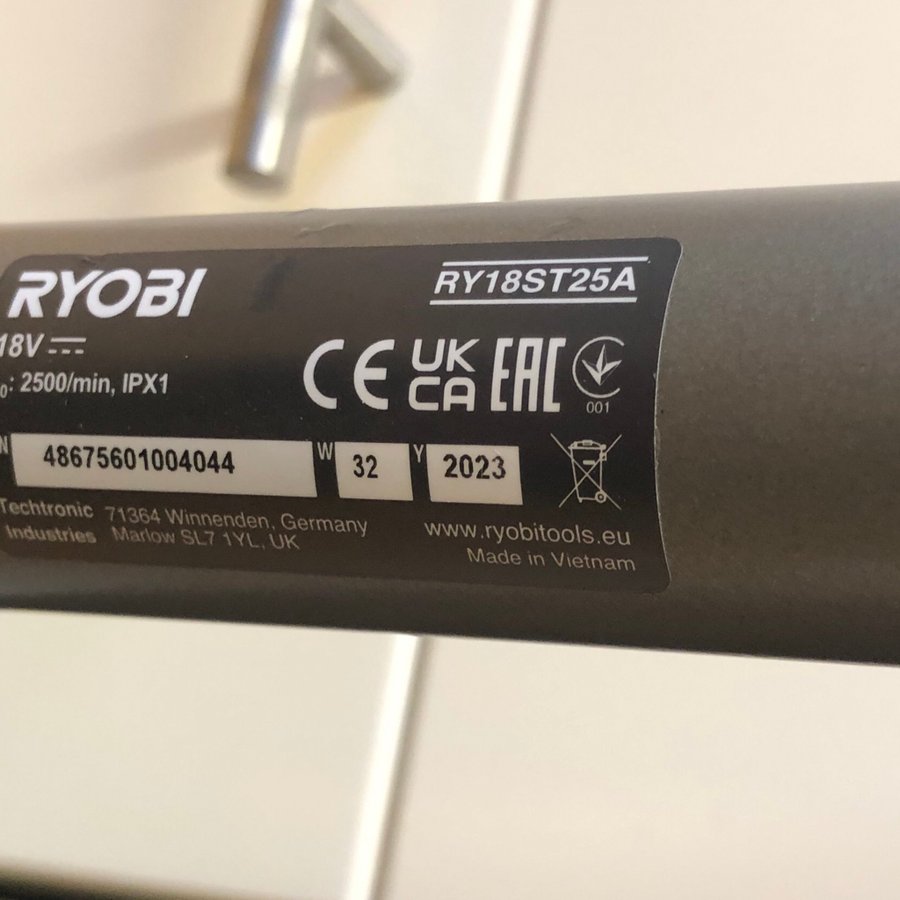 RYOBI
RY18ST25A
18V
0: 2500/min, IPX1
CE UK CA EAC
001
N 48675601004044 W 32 Y 2023
Techtronic Industries
71364 Winnenden, Germany
Marlow SL7 1YL, UK
www.ryobitools.eu
Made in Vietnam